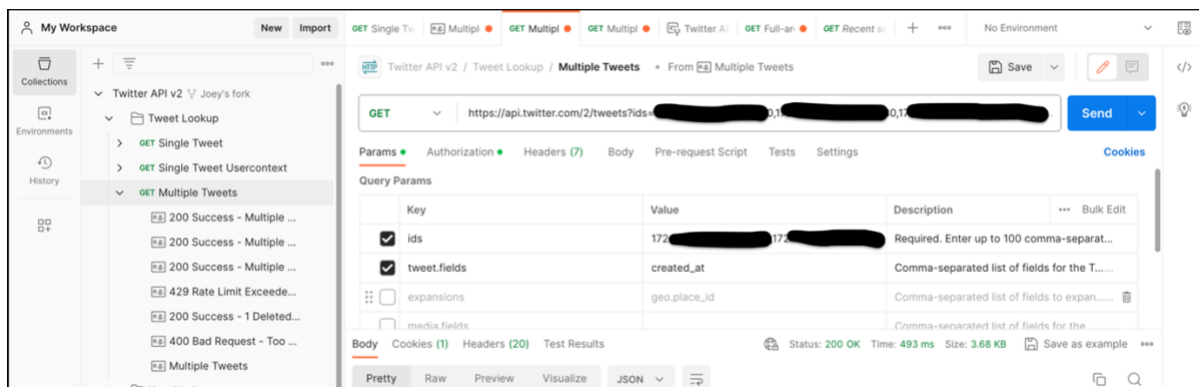 My Workspace
New Import
GET Single Tw
e.g. Multipl
GET Multipl
GET Multipl
Twitter A
GET Full-ar
GET Recent s
No Environment
Collections
Environments
History
Twitter API v2 Joey's fork
Tweet Lookup
GET Single Tweet
GET Single Tweet Usercontext
GET Multiple Tweets
e.g. 200 Success - Multiple ...
e.g. 200 Success - Multiple ...
e.g. 200 Success - Multiple ...
e.g. 429 Rate Limit Exceede...
e.g. 200 Success - 1 Deleted...
e.g. 400 Bad Request - Too ...
e.g. Multiple Tweets
HTTP Twitter API v2 / Tweet Lookup / Multiple Tweets • From e.g. Multiple Tweets
Save
GET https://api.twitter.com/2/tweets?ids= 0,1 0,17 Send
Params Authorization Headers (7) Body Pre-request Script Tests Settings Cookies
Query Params
Key Value Description Bulk Edit
ids 172 172 Required. Enter up to 100 comma-separat...
tweet.fields created_at Comma-separated list of fields for the T...
expansions geo.place_id Comma-separated list of fields to expan......
media.fields Comma-separated list of fields for the
Body Cookies (1) Headers (20) Test Results Status: 200 OK Time: 493 ms Size: 3.68 KB Save as example
Pretty Raw Preview Visualize JSON